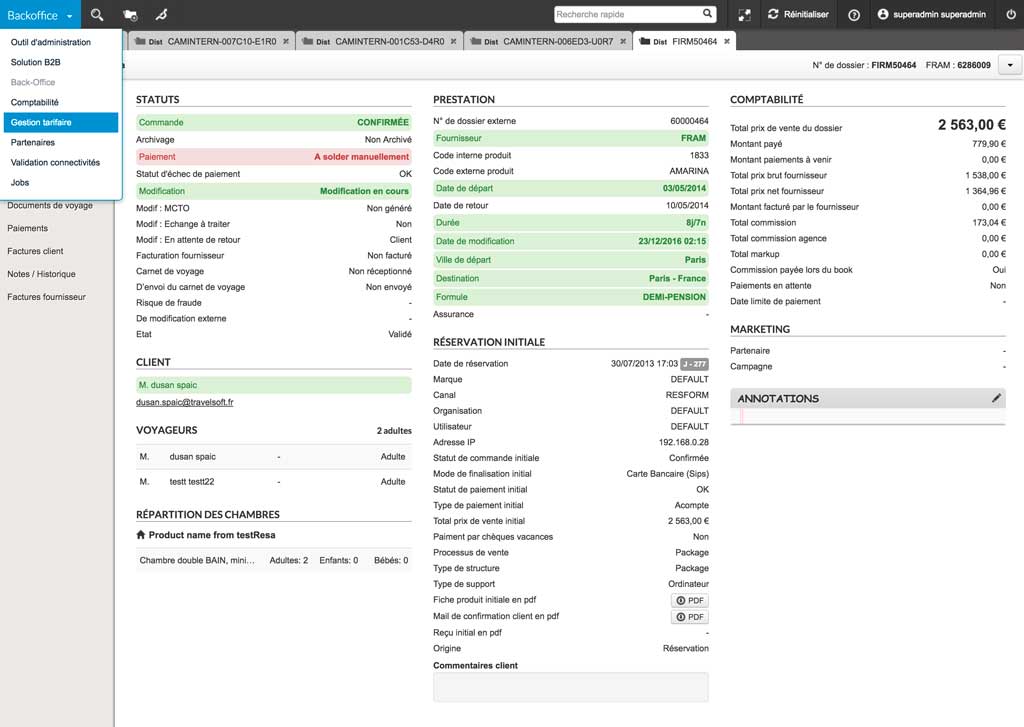 Backoffice
Réinitialiser
superadmin superadmin
Dist CAMINTERN-007C10-E1R0
Dist CAMINTERN-001C53-D4R0
Dist CAMINTERN-006ED3-U0R7
Dist FIRM50464
Outil d'administration
Solution B2B
Back-Office
Comptabilité
Gestion tarifaire
Partenaires
Validation connectivités
Jobs
Documents de voyage
Paiements
Factures client
Notes / Historique
Factures fournisseur
Recherche rapide
N° de dossier : FIRM50464 FRAM : 6286009
STATUTS
Commande CONFIRMÉE
Archivage Non Archivé
Paiement A solder manuellement
Statut d'échec de paiement OK
Modification Modification en cours
Modif : MCTO Non généré
Modif : Echange à traiter Non
Modif : En attente de retour Client
Facturation fournisseur Non facturé
Carnet de voyage Non réceptionné
D'envoi du carnet de voyage Non envoyé
Risque de fraude -
De modification externe -
Etat Validé
CLIENT
M. dusan spaic
dusan.spaic@travelsoft.fr
VOYAGEURS 2 adultes
M. dusan spaic - Adulte
M. testt testt22 - Adulte
RÉPARTITION DES CHAMBRES
Product name from testResa
Chambre double BAIN, mini... Adultes: 2 Enfants: 0 Bébés: 0
PRESTATION
N° de dossier externe 60000464
Fournisseur FRAM
Code interne produit 1833
Code externe produit AMARINA
Date de départ 03/05/2014
Date de retour 10/05/2014
Durée 8j/7n
Date de modification 23/12/2016 02:15
Ville de départ Paris
Destination Paris - France
Formule DEMI-PENSION
Assurance -
RÉSERVATION INITIALE
Date de réservation 30/07/2013 17:03 J - 277
Marque DEFAULT
Canal RESFORM
Organisation DEFAULT
Utilisateur DEFAULT
Adresse IP 192.168.0.28
Statut de commande initiale Confirmée
Mode de finalisation initial Carte Bancaire (Sips)
Statut de paiement initial OK
Type de paiement initial Acompte
Total prix de vente initial 2 563,00 €
Paiment par chèques vacances Non
Processus de vente Package
Type de structure Package
Type de support Ordinateur
Fiche produit initiale en pdf PDF
Mail de confirmation client en pdf PDF
Reçu initial en pdf -
Origine Réservation
Commentaires client
COMPTABILITÉ
Total prix de vente du dossier 2 563,00 €
Montant payé 779,90 €
Montant paiements à venir 0,00 €
Total prix brut fournisseur 1 538,00 €
Total prix net fournisseur 1 364,96 €
Montant facturé par le fournisseur 0,00 €
Total commission 173,04 €
Total commission agence 0,00 €
Total markup 0,00 €
Commission payée lors du book Oui
Paiements en attente Non
Date limite de paiement -
MARKETING
Partenaire -
Campagne -
ANNOTATIONS